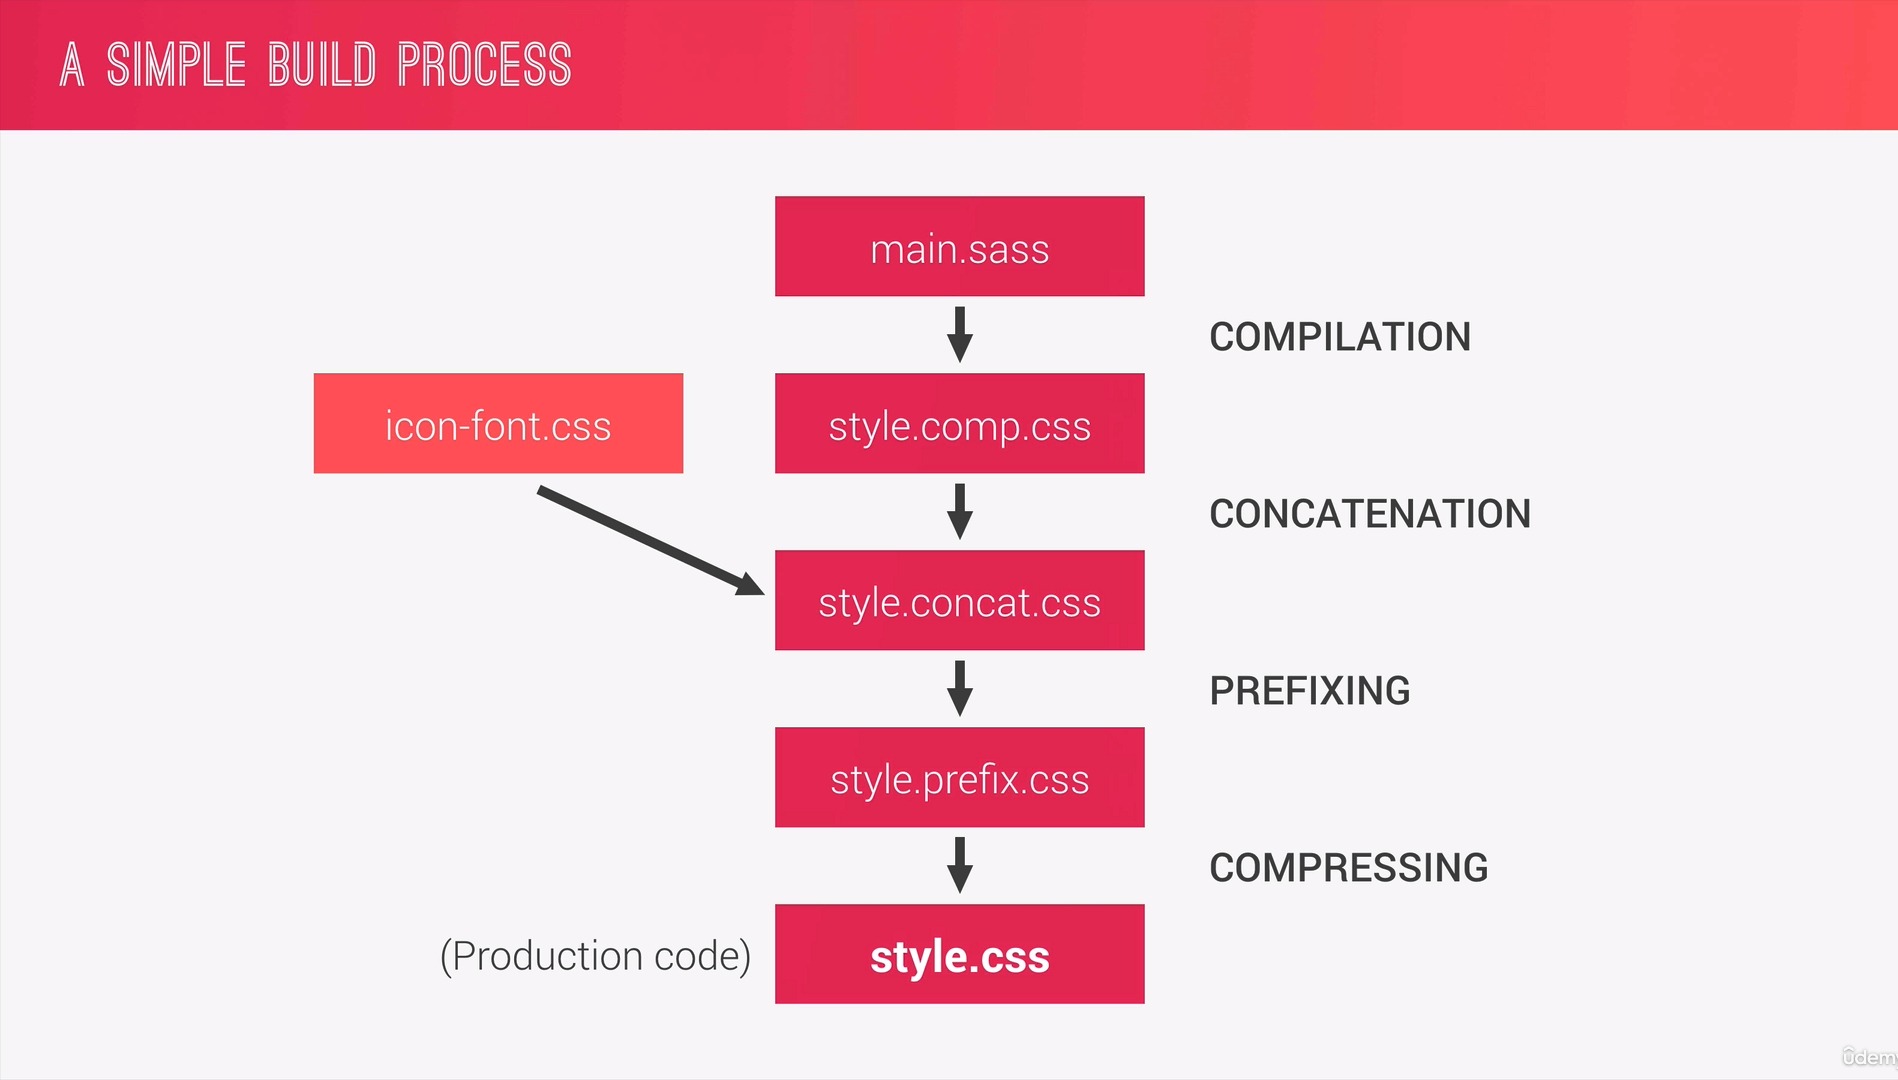 A SIMPLE BUILD PROCESS
main.sass
COMPILATION
icon-font.css
style.comp.css
CONCATENATION
style.concat.css
PREFIXING
style.prefix.css
COMPRESSING
(Production code)
style.css
ûdemy